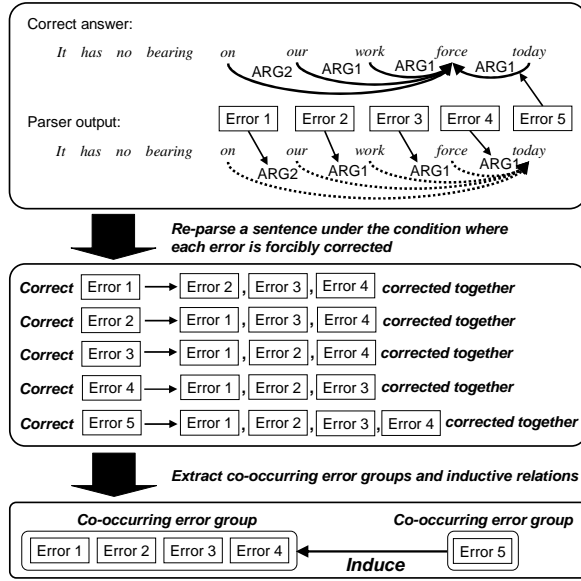 Correct answer:
It has no bearing on our work force today
ARG2 ARG1 ARG1 ARG1
Error 1 Error 2 Error 3 Error 4 Error 5
Parser output:
It has no bearing on our work force today
ARG2 ARG1 ARG1 ARG1
Re-parse a sentence under the condition where
each error is forcibly corrected
Correct Error 1 Error 2 , Error 3 , Error 4 corrected together
Correct Error 2 Error 1 , Error 3 , Error 4 corrected together
Correct Error 3 Error 1 , Error 2 , Error 4 corrected together
Correct Error 4 Error 1 , Error 2 , Error 3 corrected together
Correct Error 5 Error 1 , Error 2 , Error 3 , Error 4 corrected together
Extract co-occurring error groups and inductive relations
Co-occurring error group Co-occurring error group
Error 1 Error 2 Error 3 Error 4 Error 5
Induce